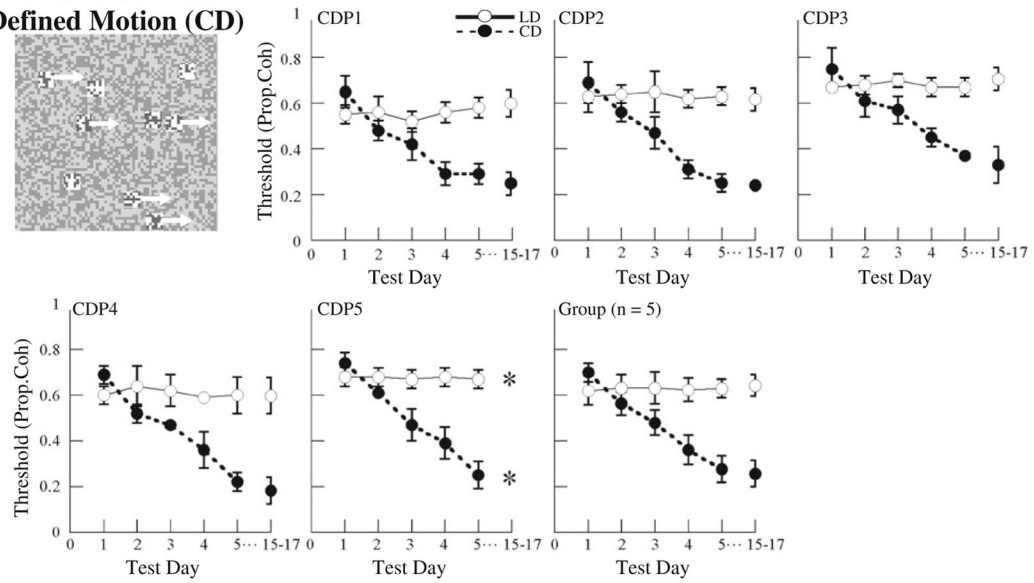 Defined Motion (CD)
CDP1
LD
CD
CDP2
CDP3
Threshold (Prop.Coh)
1
0.8
0.6
0.4
0.2
0
1 2 3 4 5··· 15-17
1 2 3 4 5··· 15-17
1 2 3 4 5··· 15-17
0 0 0
Test Day
Test Day
Test Day
CDP4
CDP5
Group (n = 5)
Threshold (Prop.Coh)
1
0.8
0.6
0.4
0.2
0
*
*
0 1 2 3 4 5··· 15-17
0 1 2 3 4 5··· 15-17
0 1 2 3 4 5··· 15-17
Test Day
Test Day
Test Day